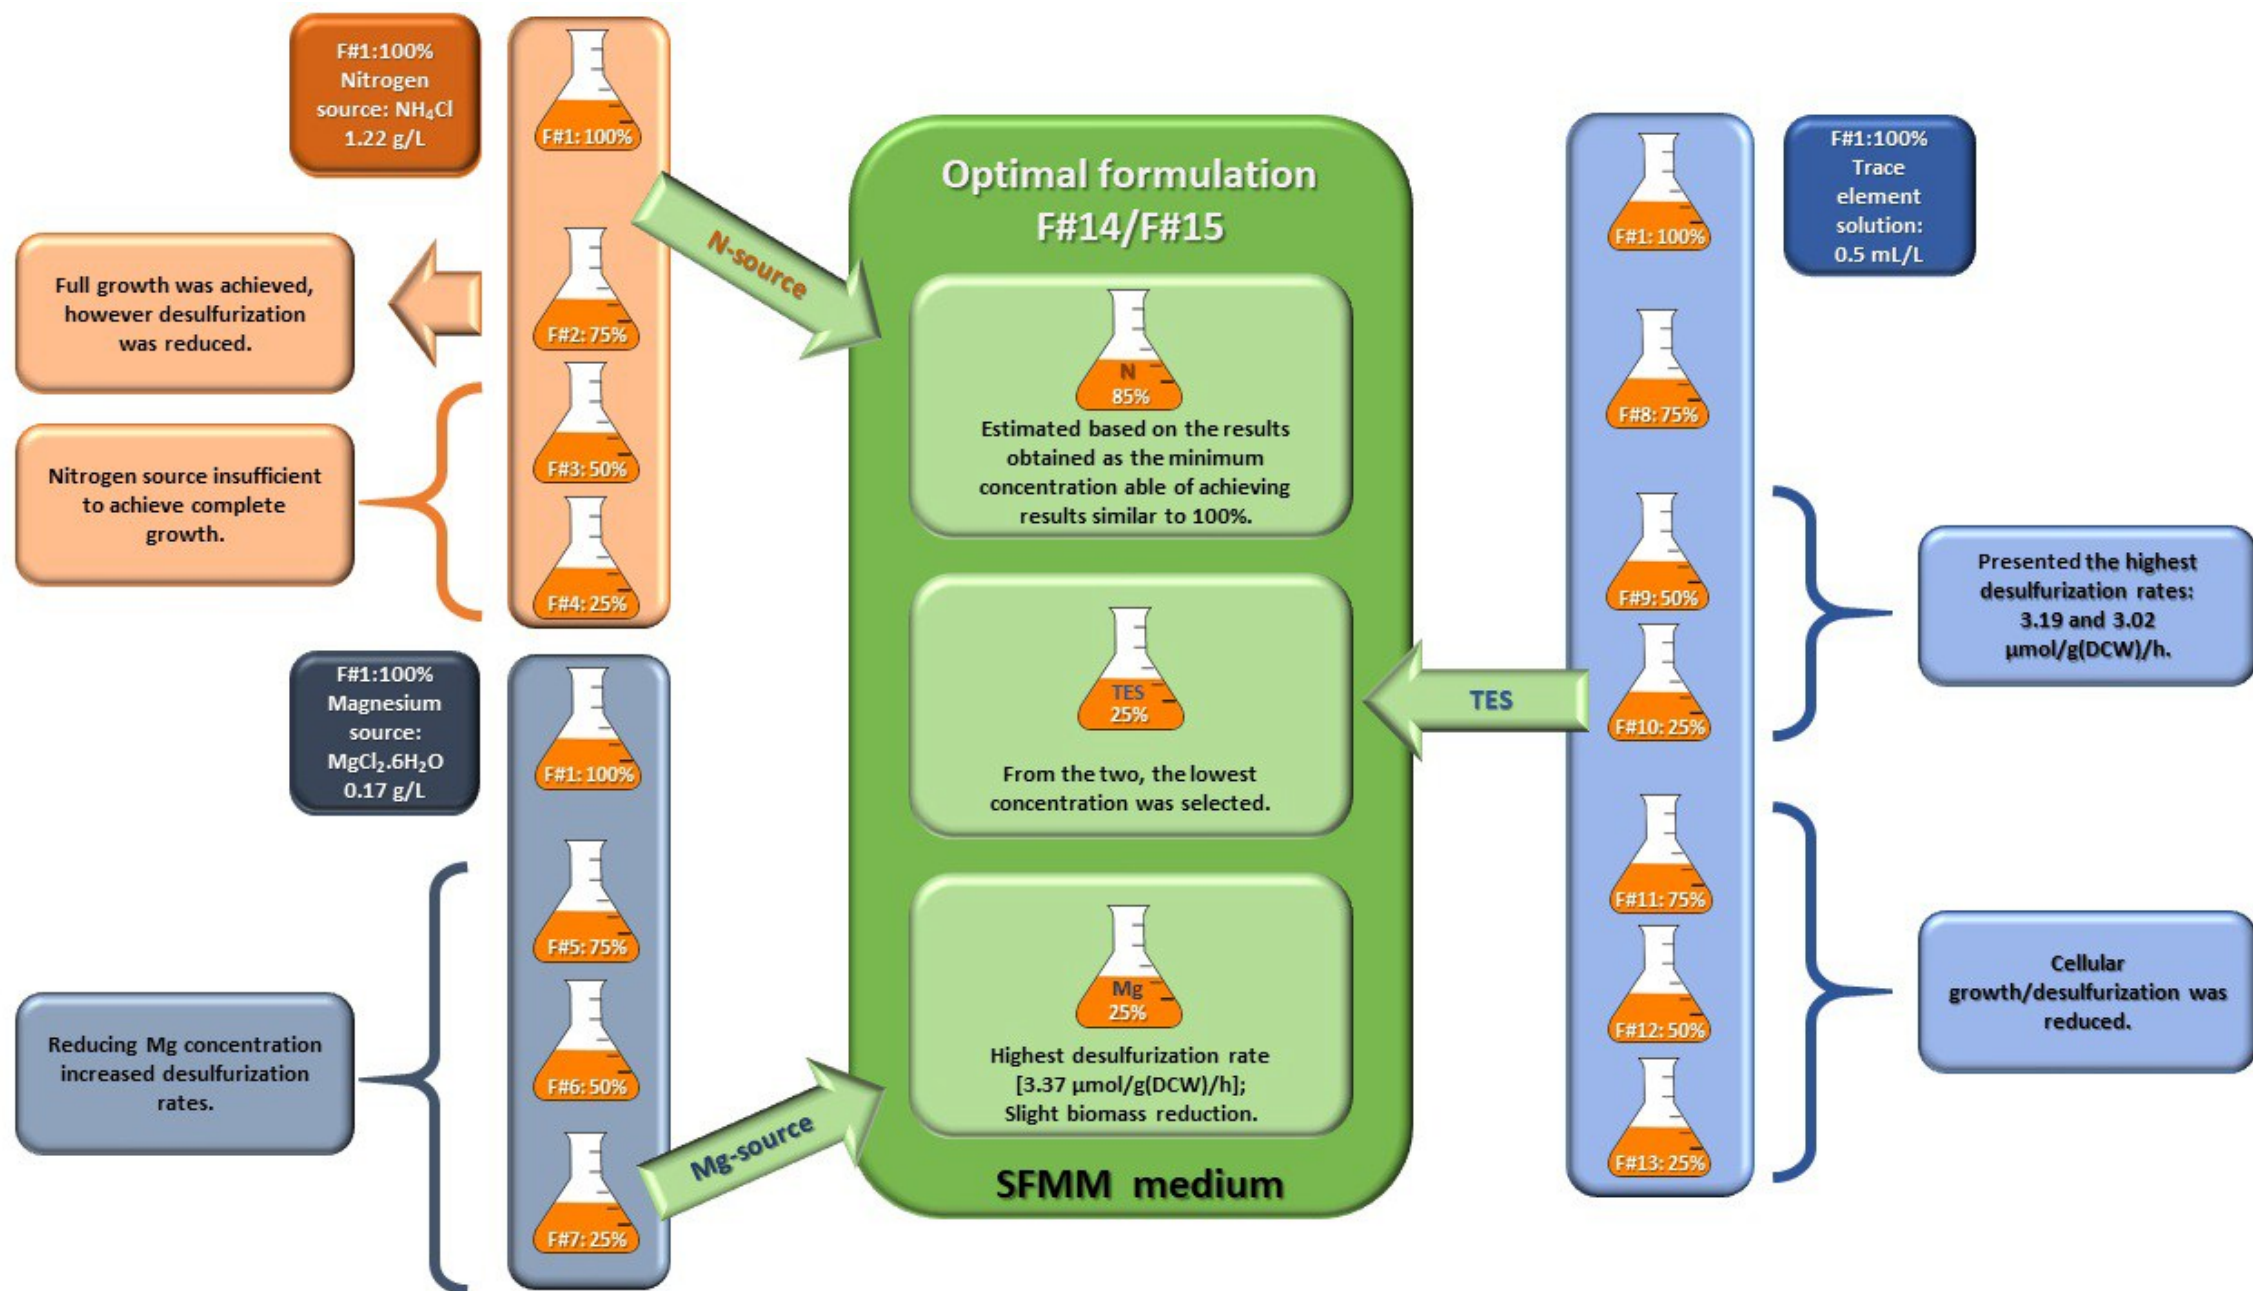 F#1:100%
Nitrogen
source: NH₄Cl
1.22 g/L
F#1: 100%
F#2: 75%
F#3: 50%
F#4: 25%
Full growth was achieved,
however desulfurization
was reduced.
Nitrogen source insufficient
to achieve complete
growth.
N-source
F#1:100%
Magnesium
source:
MgCl₂.6H₂O
0.17 g/L
F#1: 100%
F#5: 75%
F#6: 50%
F#7: 25%
Reducing Mg concentration
increased desulfurization
rates.
Mg-source
Optimal formulation
F#14/F#15
N
85%
Estimated based on the results
obtained as the minimum
concentration able of achieving
results similar to 100%.
TES
25%
From the two, the lowest
concentration was selected.
Mg
25%
Highest desulfurization rate
[3.37 μmol/g(DCW)/h];
Slight biomass reduction.
SFMM medium
TES
F#1: 100%
F#8: 75%
F#9: 50%
F#10: 25%
F#11: 75%
F#12: 50%
F#13: 25%
F#1:100%
Trace
element
solution:
0.5 mL/L
Presented the highest
desulfurization rates:
3.19 and 3.02
μmol/g(DCW)/h.
Cellular
growth/desulfurization was
reduced.